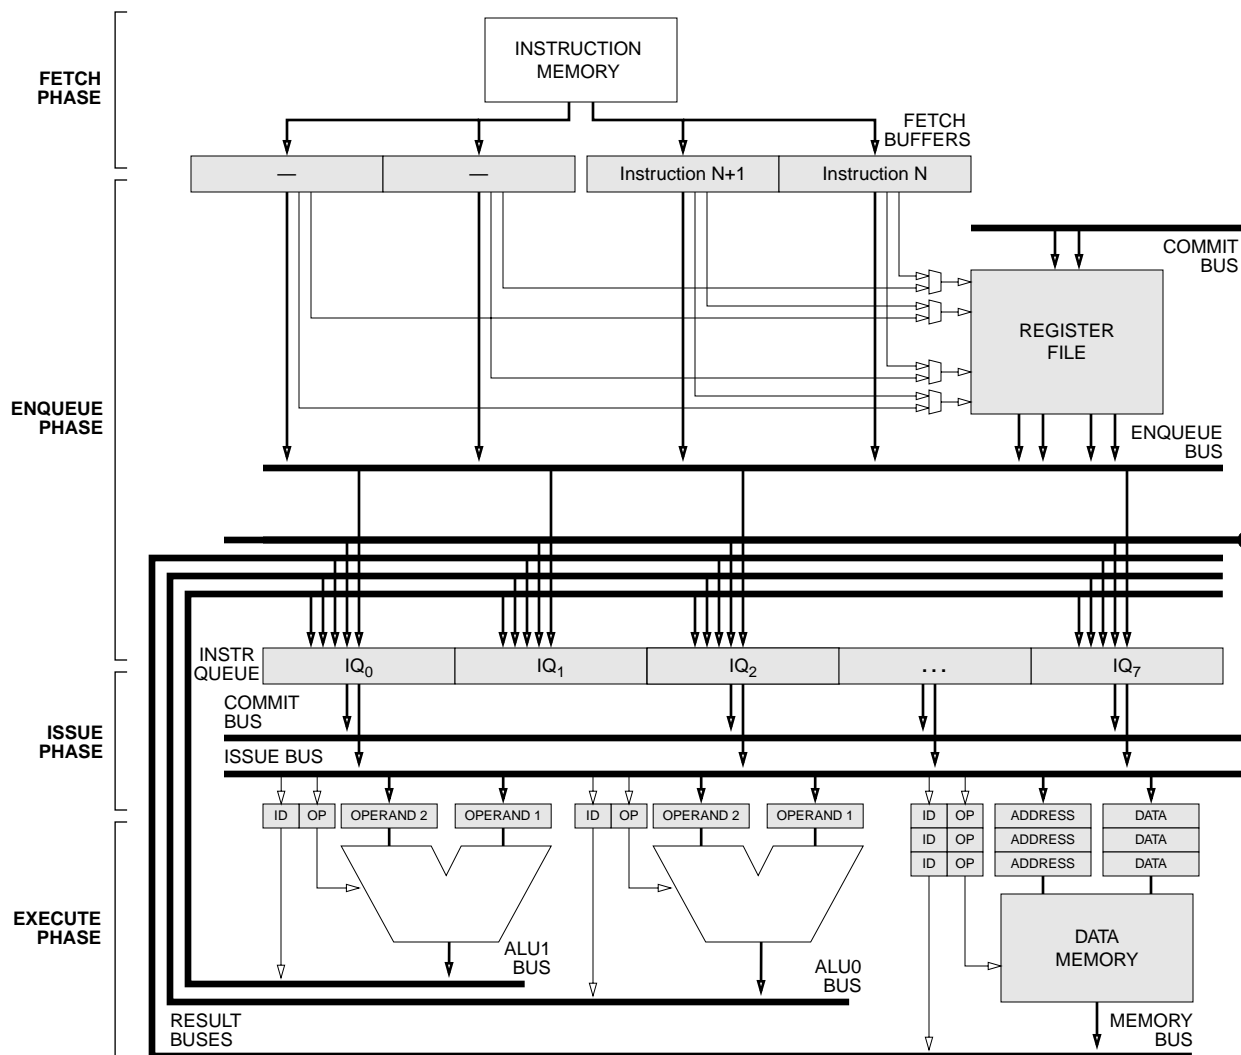 INSTRUCTION
MEMORY
FETCH
PHASE
FETCH
BUFFERS
—
—
Instruction N+1
Instruction N
COMMIT
BUS
REGISTER
FILE
ENQUEUE
PHASE
ENQUEUE
BUS
INSTR
QUEUE
IQ0
IQ1
IQ2
...
IQ7
COMMIT
BUS
ISSUE
PHASE
ISSUE BUS
ID
OP
OPERAND 2
OPERAND 1
ID
OP
OPERAND 2
OPERAND 1
ID
OP
ADDRESS
DATA
ID
OP
ADDRESS
DATA
ID
OP
ADDRESS
DATA
EXECUTE
PHASE
DATA
MEMORY
ALU1
BUS
ALU0
BUS
RESULT
BUSES
MEMORY
BUS